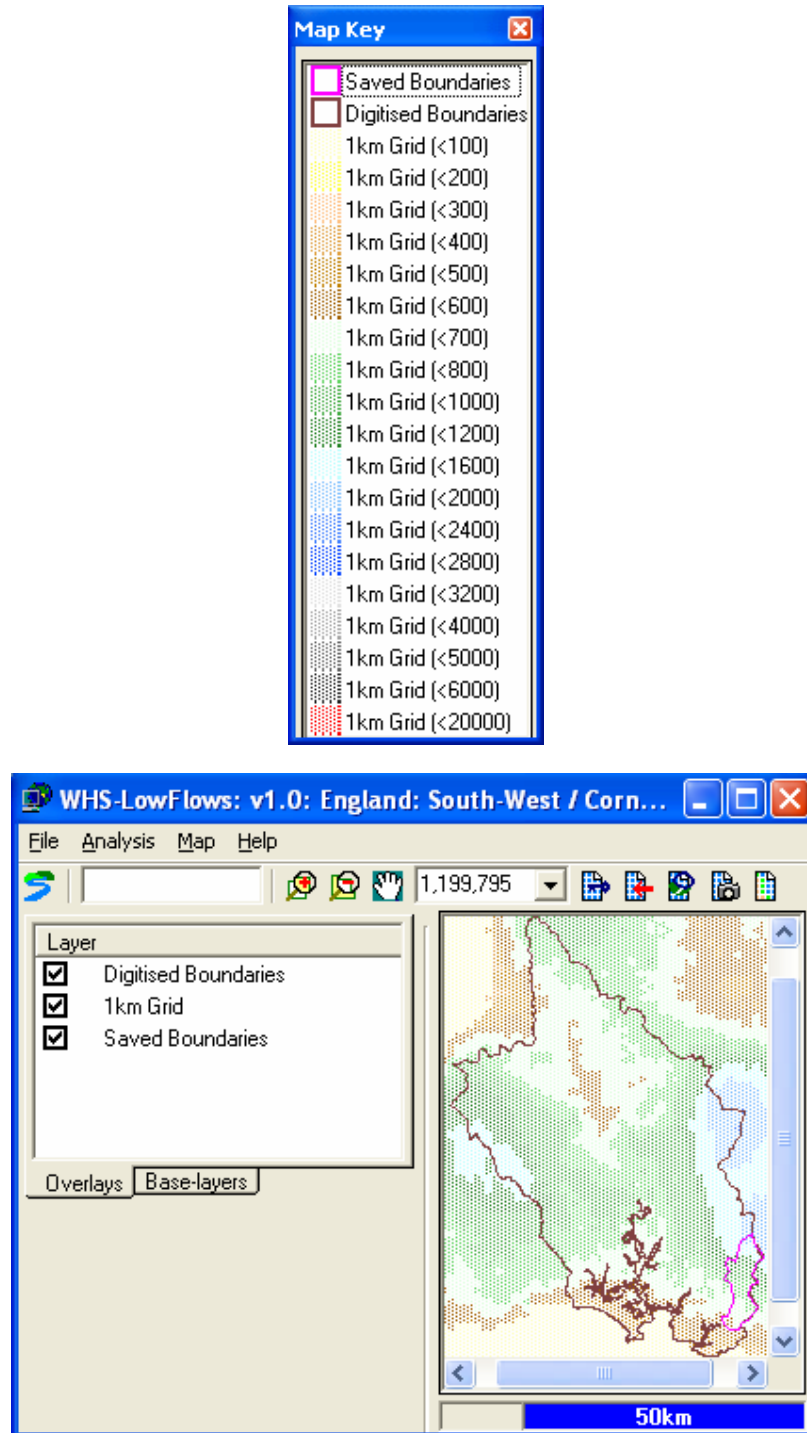 Map Key
Saved Boundaries
Digitised Boundaries
1km Grid (<100)
1km Grid (<200)
1km Grid (<300)
1km Grid (<400)
1km Grid (<500)
1km Grid (<600)
1km Grid (<700)
1km Grid (<800)
1km Grid (<1000)
1km Grid (<1200)
1km Grid (<1600)
1km Grid (<2000)
1km Grid (<2400)
1km Grid (<2800)
1km Grid (<3200)
1km Grid (<4000)
1km Grid (<5000)
1km Grid (<6000)
1km Grid (<20000)
WHS-LowFlows: v1.0: England: South-West / Corn...
File Analysis Map Help
1,199,795
Layer
Digitised Boundaries
1km Grid
Saved Boundaries
Overlays Base-layers
50km